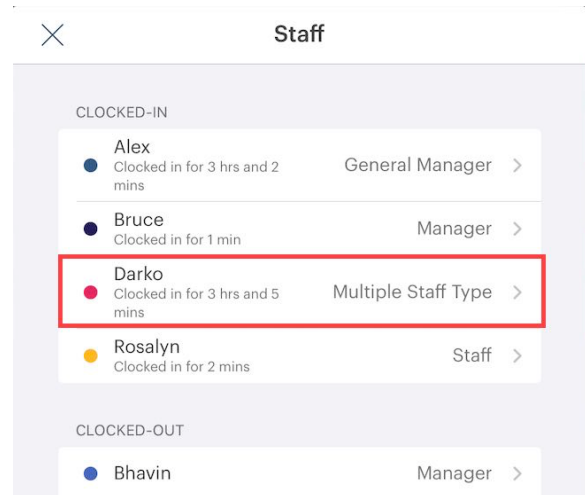 Staff
CLOCKED-IN
Alex
Clocked in for 3 hrs and 2
mins
General Manager
Bruce
Clocked in for 1 min
Manager
Darko
Clocked in for 3 hrs and 5
mins
Multiple Staff Type
Rosalyn
Clocked in for 2 mins
Staff
CLOCKED-OUT
Bhavin
Manager